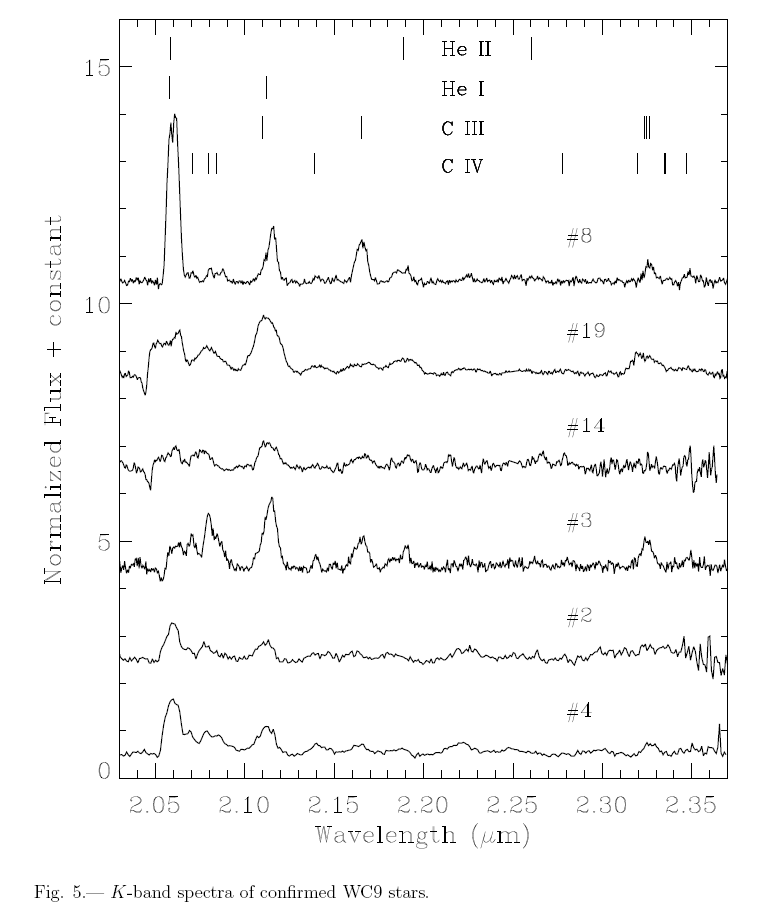 He II
He I
C III
C IV
15
10
5
0
#8
#19
#14
#3
#2
#4
Normalized Flux + constant
2.05 2.10 2.15 2.20 2.25 2.30 2.35
Wavelength (μm)
Fig. 5.— K-band spectra of confirmed WC9 stars.